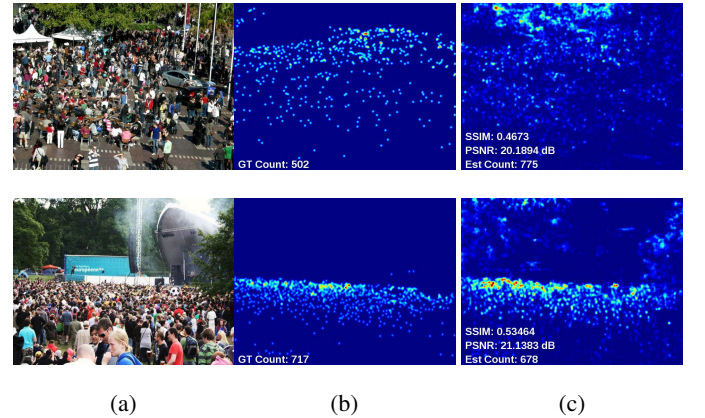 GT Count: 502
SSIM: 0.4673
PSNR: 20.1894 dB
Est Count: 775
GT Count: 717
SSIM: 0.53464
PSNR: 21.1383 dB
Est Count: 678
(a) (b) (c)